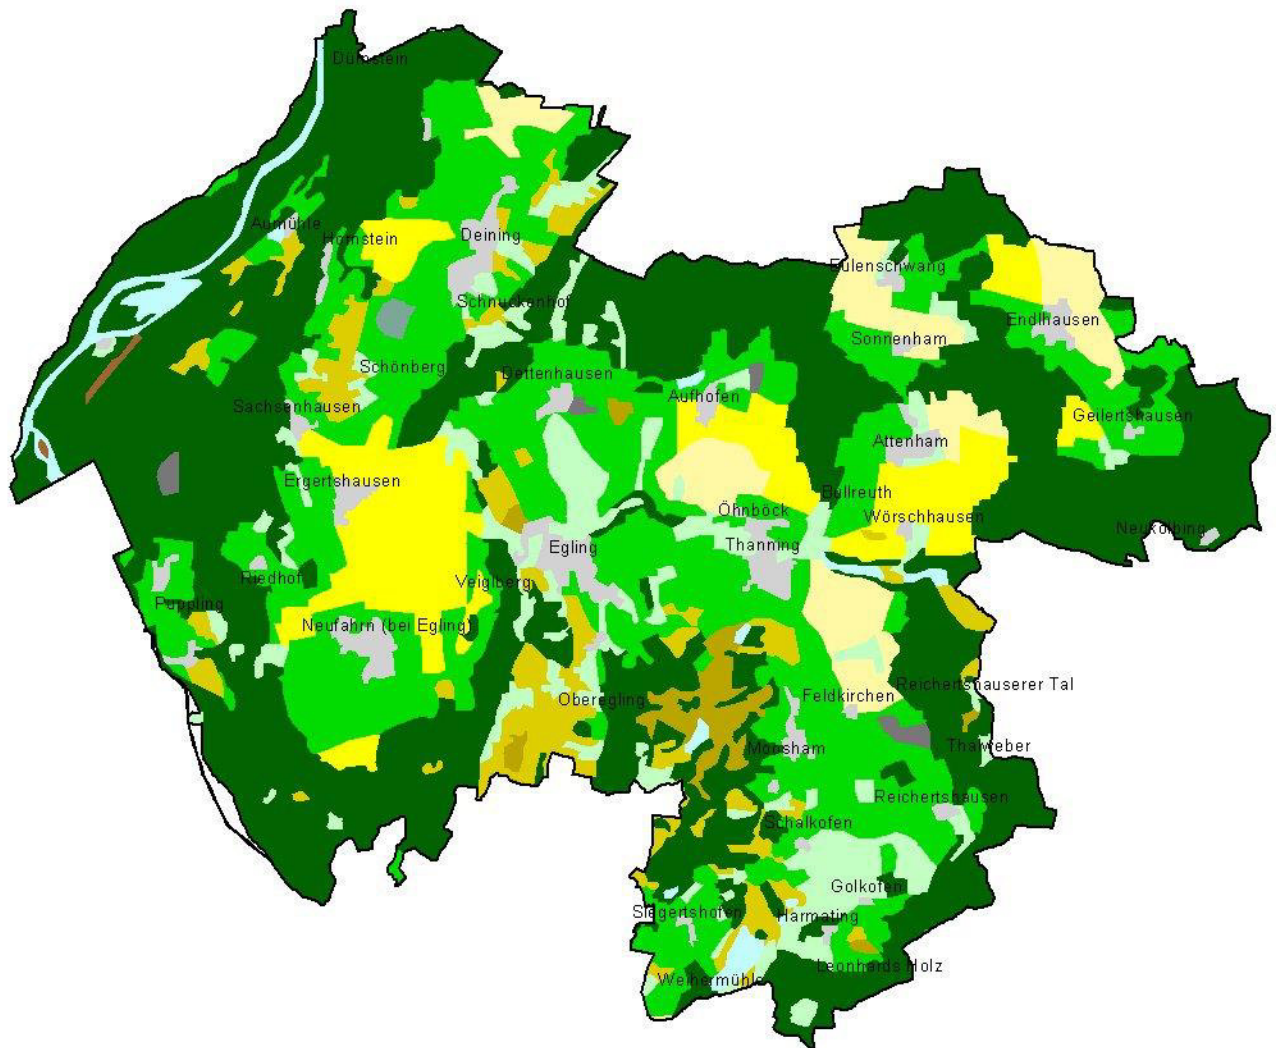 Dürnstein
Aumühle
Hornstein
Deining
Eulenschwang
Schnuckenhof
Endlhausen
Sonnenham
Schönberg
Dettenhausen
Aufhofen
Sachsenhausen
Geilertshausen
Attenham
Ergertshausen
Bullreuth
Öhnböck
Wörschhausen
Neukolbing
Egling
Thanning
Riedhof
Veiglberg
Puppling
Neufahrn (bei Egling)
Reichertshauserer Tal
Feldkirchen
Oberegling
Moosham
Thalweber
Reichertshausen
Schalkofen
Golkofen
Siegertshofen
Harmating
Leonhards Holz
Weihermühle